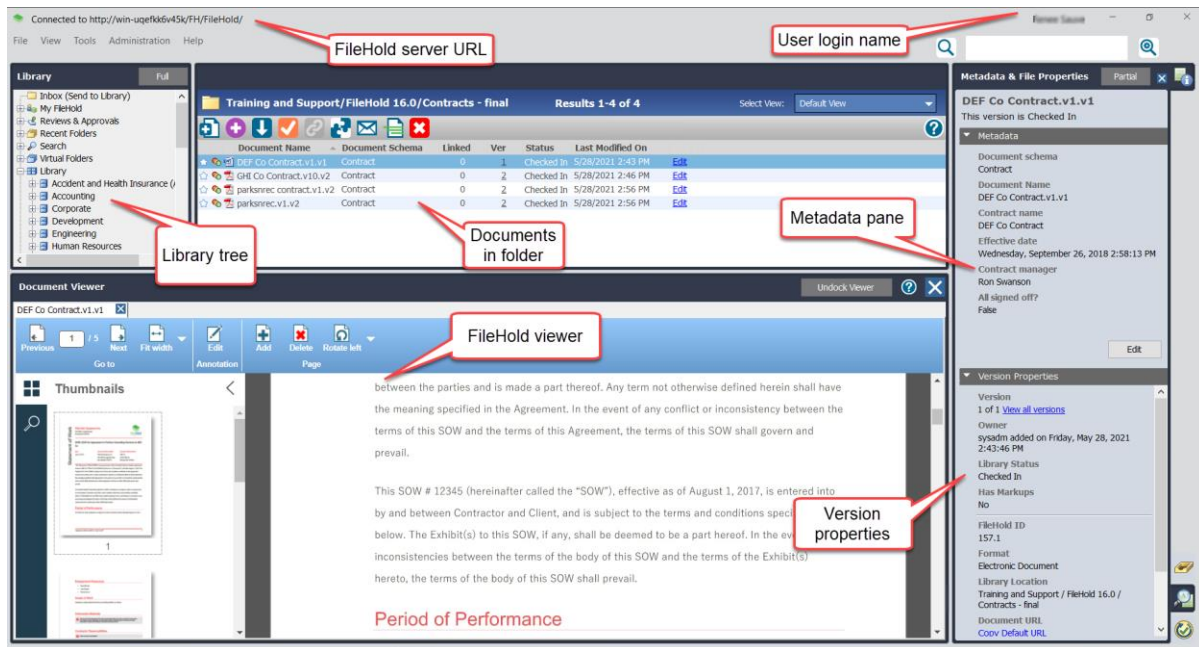 Connected to http://win-uqefkk6v45k/FH/FileHold/
File View Tools Administration Help
FileHold server URL
User login name
Library Full
Inbox (Send to Library)
My FileHold
Reviews & Approvals
Recent Folders
Search
Virtual Folders
Library
Accident and Health Insurance (
Accounting
Corporate
Development
Engineering
Human Resources
Library tree
Training and Support/FileHold 16.0/Contracts - final Results 1-4 of 4 Select View: Default View
Document Name Document Schema Linked Ver Status Last Modified On
DEF Co Contract.v1.v1 Contract 0 1 Checked In 5/28/2021 2:43 PM Edit
GHI Co Contract.v10.v2 Contract 0 2 Checked In 5/28/2021 2:46 PM Edit
parksnrec contract.v1.v2 Contract 0 2 Checked In 5/28/2021 2:56 PM Edit
parksnrec.v1.v2 Contract 0 2 Checked In 5/28/2021 2:56 PM Edit
Documents
in folder
Document Viewer Undock Viewer
DEF Co Contract.v1.v1
Previous 1 / 5 Next Fit width Edit Add Delete Rotate left
Go to Annotation Page
FileHold viewer
Thumbnails
1
between the parties and is made a part thereof. Any term not otherwise defined herein shall have
the meaning specified in the Agreement. In the event of any conflict or inconsistency between the
terms of this SOW and the terms of this Agreement, the terms of this SOW shall govern and
prevail.
This SOW # 12345 (hereinafter called the “SOW”), effective as of August 1, 2017, is entered into
by and between Contractor and Client, and is subject to the terms and conditions speci
below. The Exhibit(s) to this SOW, if any, shall be deemed to be a part hereof. In the eve
inconsistencies between the terms of the body of this SOW and the terms of the Exhibit(s)
hereto, the terms of the body of this SOW shall prevail.
Period of Performance
Metadata & File Properties Partial
DEF Co Contract.v1.v1
This version is Checked In
Metadata
Document schema
Contract
Document Name
DEF Co Contract.v1.v1
Contract name
DEF Co Contract
Effective date
Wednesday, September 26, 2018 2:58:13 PM
Contract manager
Ron Swanson
All signed off?
False
Edit
Metadata pane
Version Properties
Version
1 of 1 View all versions
Owner
sysadm added on Friday, May 28, 2021
2:43:46 PM
Library Status
Checked In
Has Markups
No
FileHold ID
157.1
Format
Electronic Document
Library Location
Training and Support / FileHold 16.0 /
Contracts - final
Document URL
Copy Default URL
Version
properties